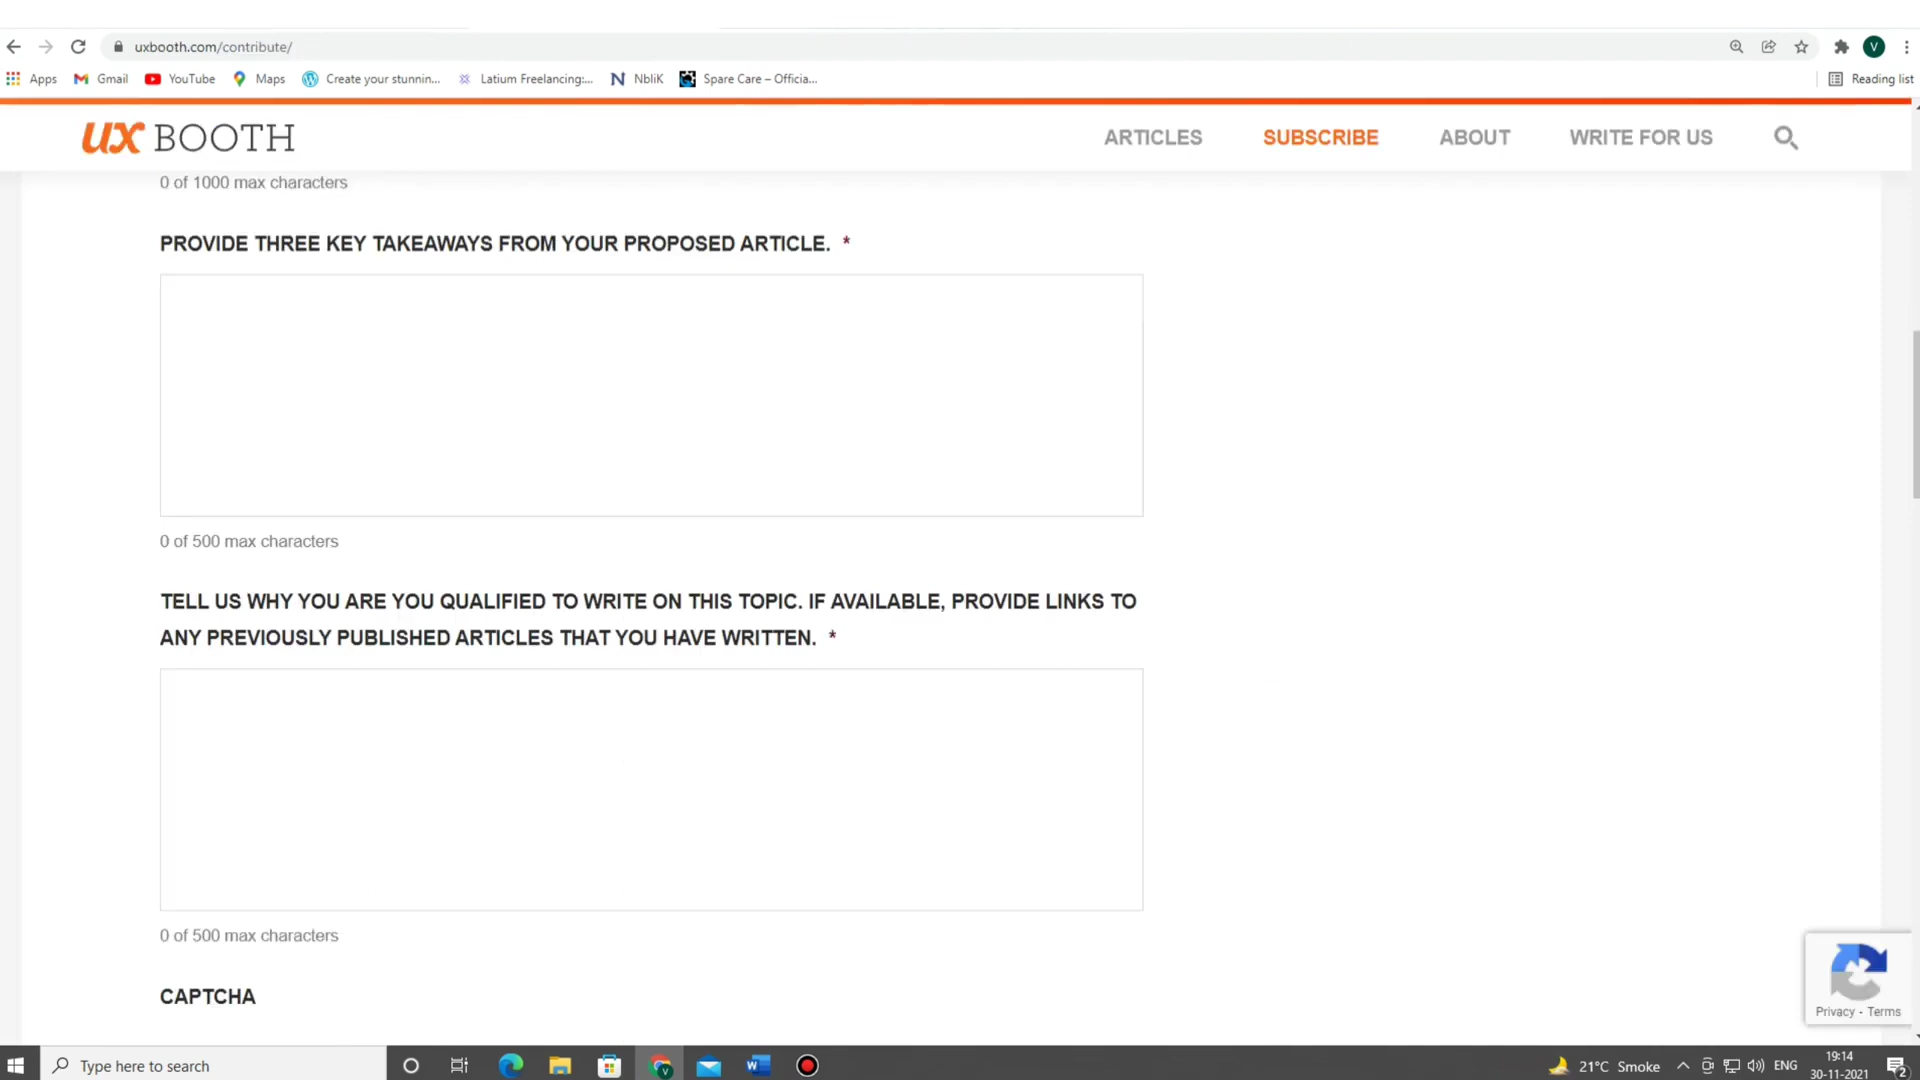 uxbooth.com/contribute/
V
Apps Gmail YouTube Maps Create your stunnin... Latium Freelancing:... NbliK Spare Care – Officia... Reading list
UX BOOTH ARTICLES SUBSCRIBE ABOUT WRITE FOR US
0 of 1000 max characters
PROVIDE THREE KEY TAKEAWAYS FROM YOUR PROPOSED ARTICLE. *
0 of 500 max characters
TELL US WHY YOU ARE YOU QUALIFIED TO WRITE ON THIS TOPIC. IF AVAILABLE, PROVIDE LINKS TO
ANY PREVIOUSLY PUBLISHED ARTICLES THAT YOU HAVE WRITTEN. *
0 of 500 max characters
CAPTCHA
Privacy - Terms
Type here to search 21°C Smoke ENG 19:14
30-11-2021 2